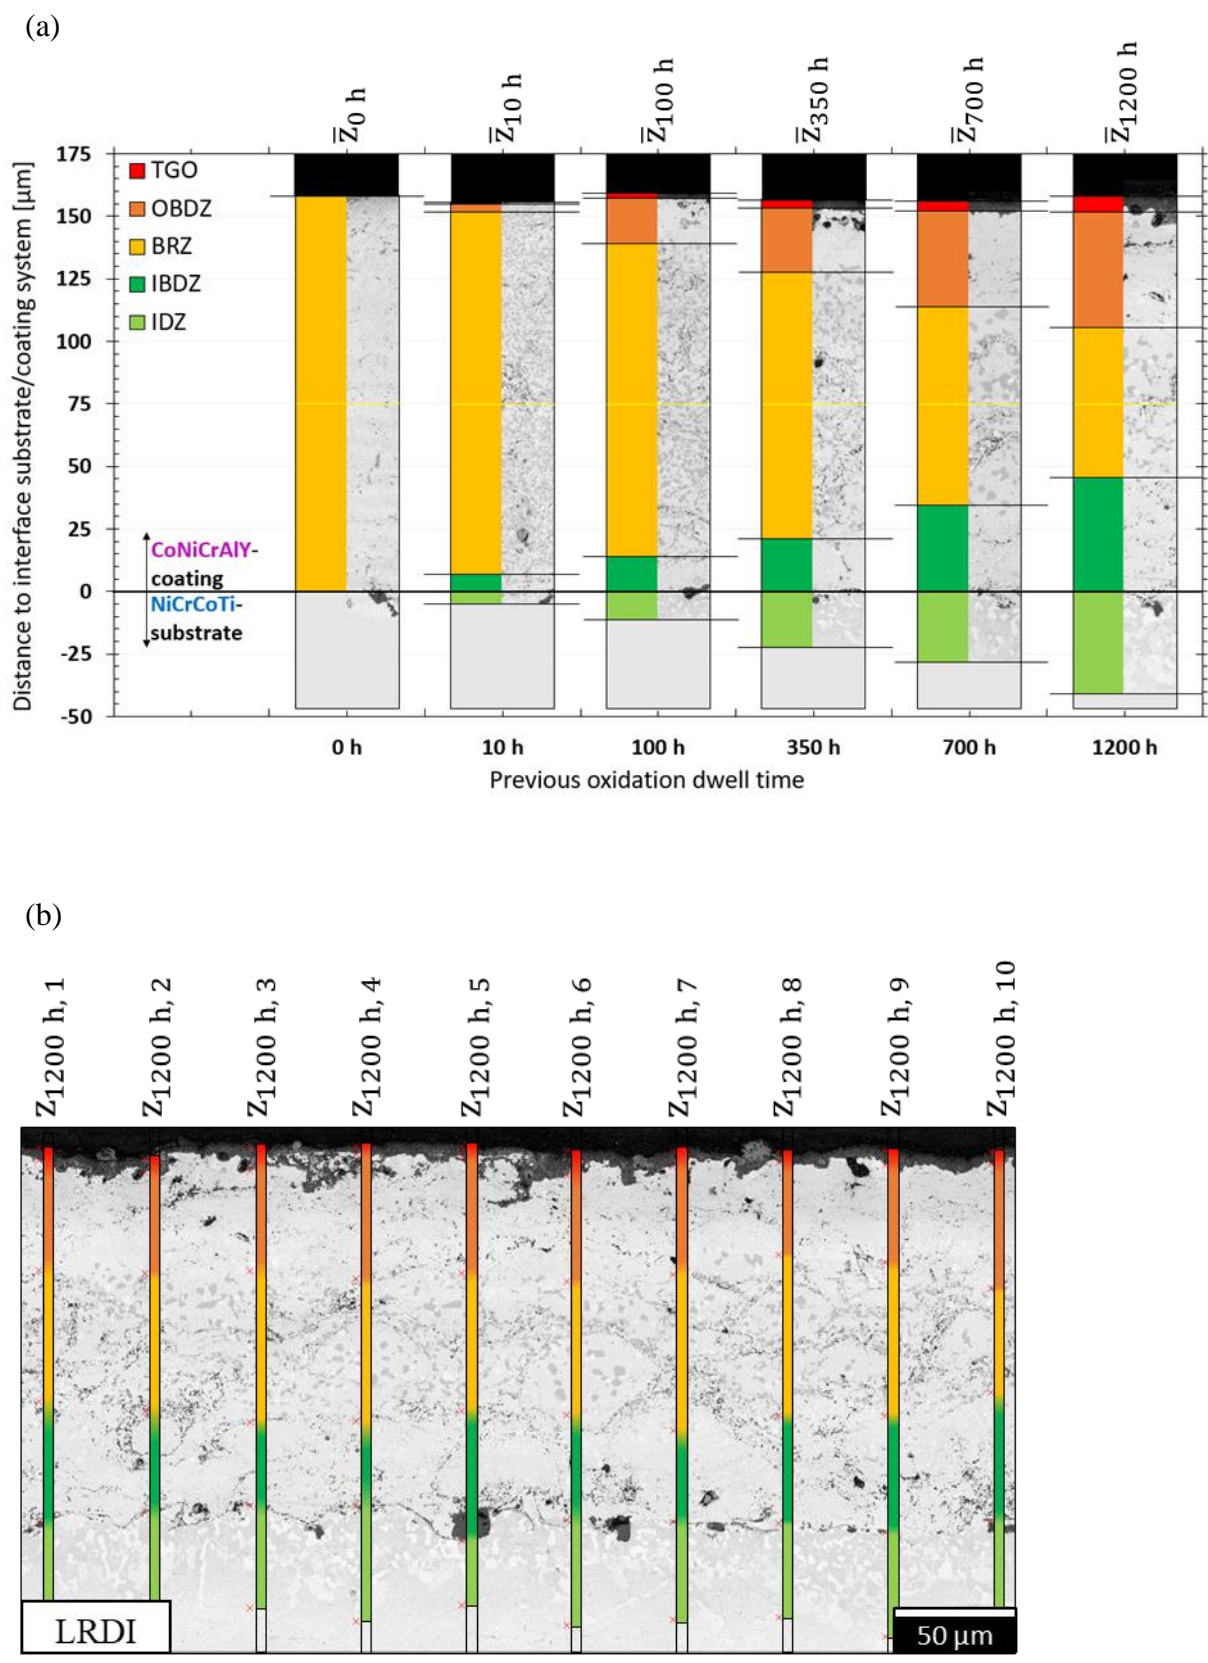 (a)
Z̅0 h Z̅10 h Z̅100 h Z̅350 h Z̅700 h Z̅1200 h
Distance to interface substrate/coating system [µm]
175
150
125
100
75
50
25
0
-25
-50
TGO
OBDZ
BRZ
IBDZ
IDZ
CoNiCrAlY-
coating
NiCrCoTi-
substrate
0 h 10 h 100 h 350 h 700 h 1200 h
Previous oxidation dwell time
(b)
Z1200 h, 1 Z1200 h, 2 Z1200 h, 3 Z1200 h, 4 Z1200 h, 5 Z1200 h, 6 Z1200 h, 7 Z1200 h, 8 Z1200 h, 9 Z1200 h, 10
LRDI
50 µm